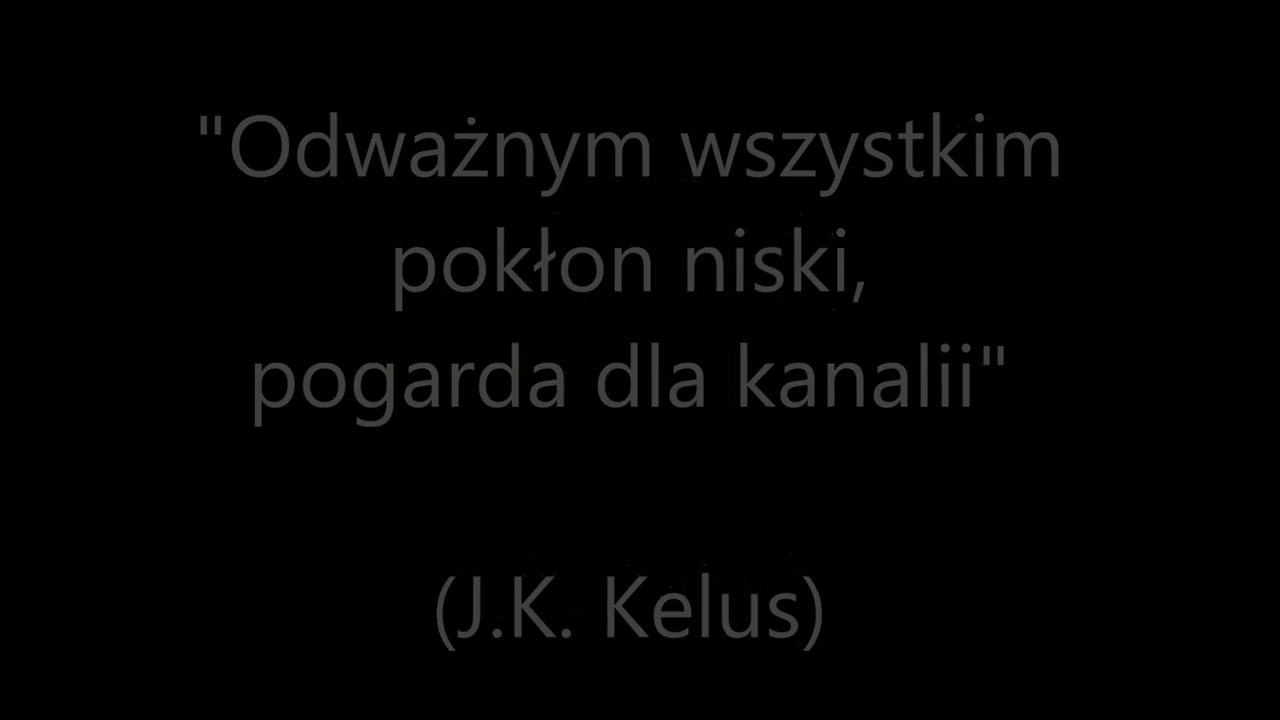 "Odważnym wszystkim
pokłon niski,
pogarda dla kanalii"
(J.K. Kelus)